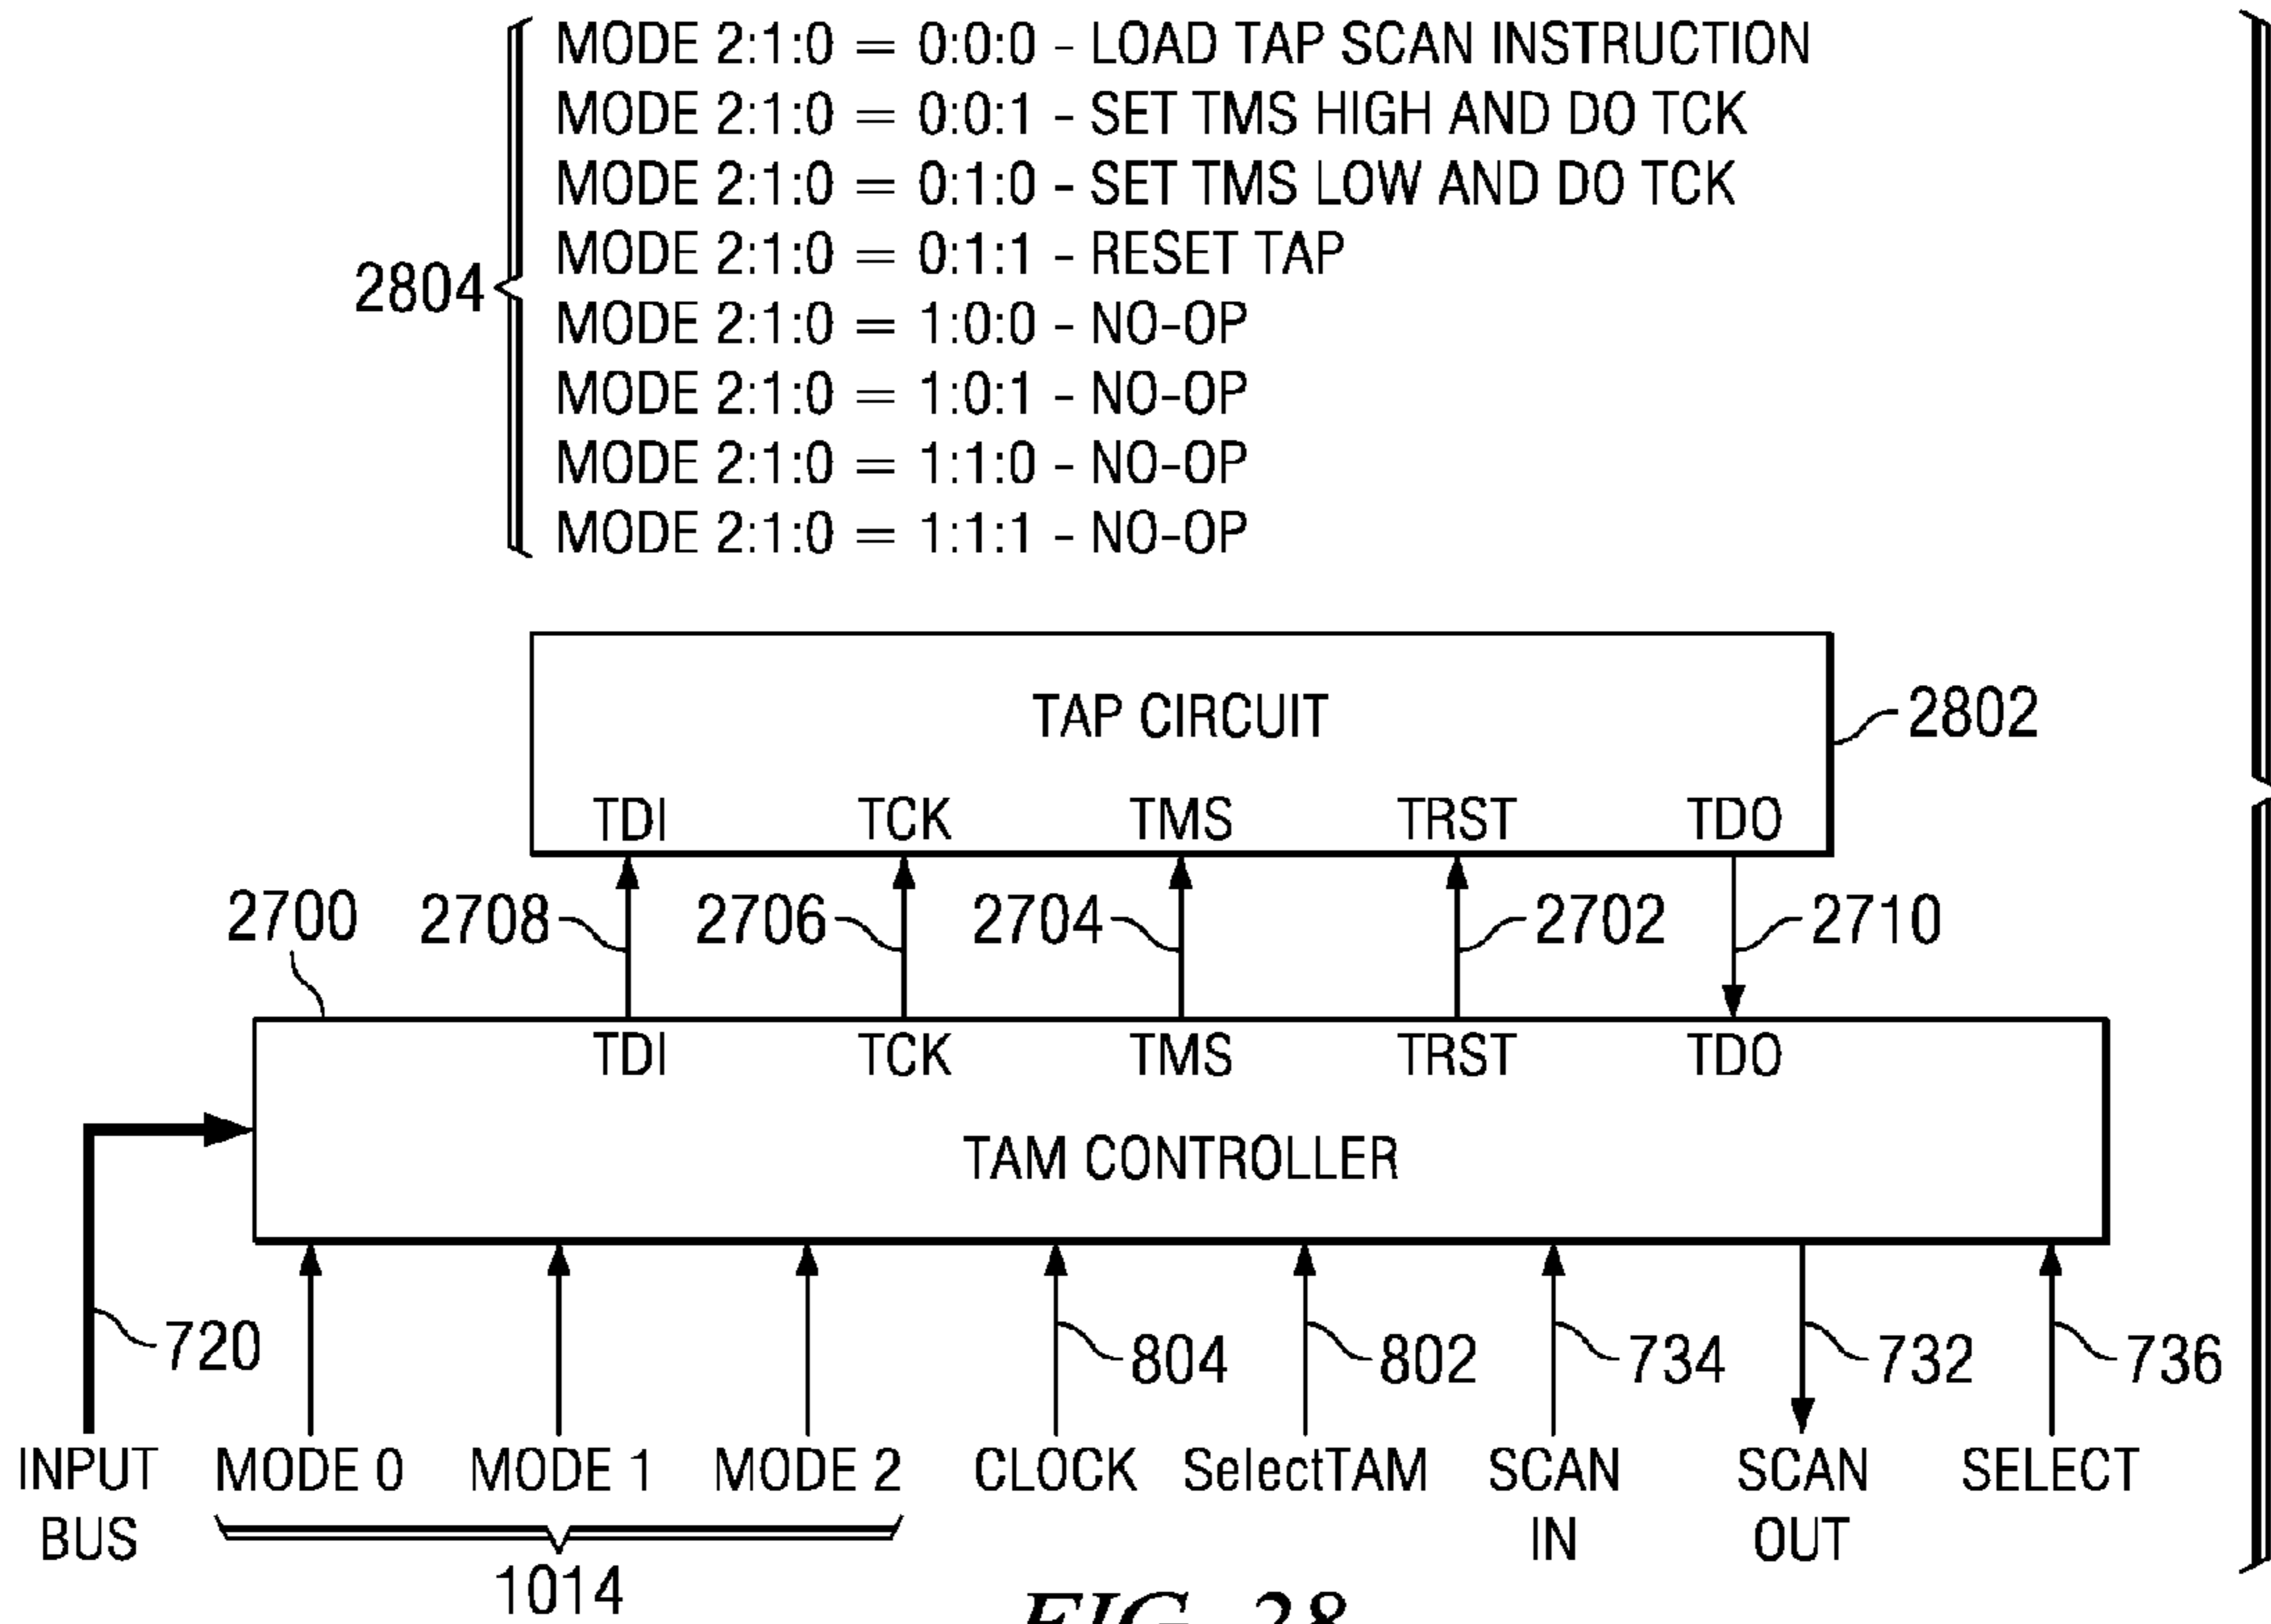 MODE 2:1:0 = 0:0:0 - LOAD TAP SCAN INSTRUCTION
MODE 2:1:0 = 0:0:1 - SET TMS HIGH AND DO TCK
MODE 2:1:0 = 0:1:0 - SET TMS LOW AND DO TCK
MODE 2:1:0 = 0:1:1 - RESET TAP
2804
MODE 2:1:0 = 1:0:0 - NO-OP
MODE 2:1:0 = 1:0:1 - NO-OP
MODE 2:1:0 = 1:1:0 - NO-OP
MODE 2:1:0 = 1:1:1 - NO-OP
TAP CIRCUIT
2802
TDI TCK TMS TRST TDO
2700 2708 2706 2704 2702 2710
TDI TCK TMS TRST TDO
TAM CONTROLLER
720 804 802 734 732 736
INPUT BUS
MODE 0 MODE 1 MODE 2 CLOCK SelectTAM
SCAN IN
SCAN OUT
SELECT
1014
FIG. 28